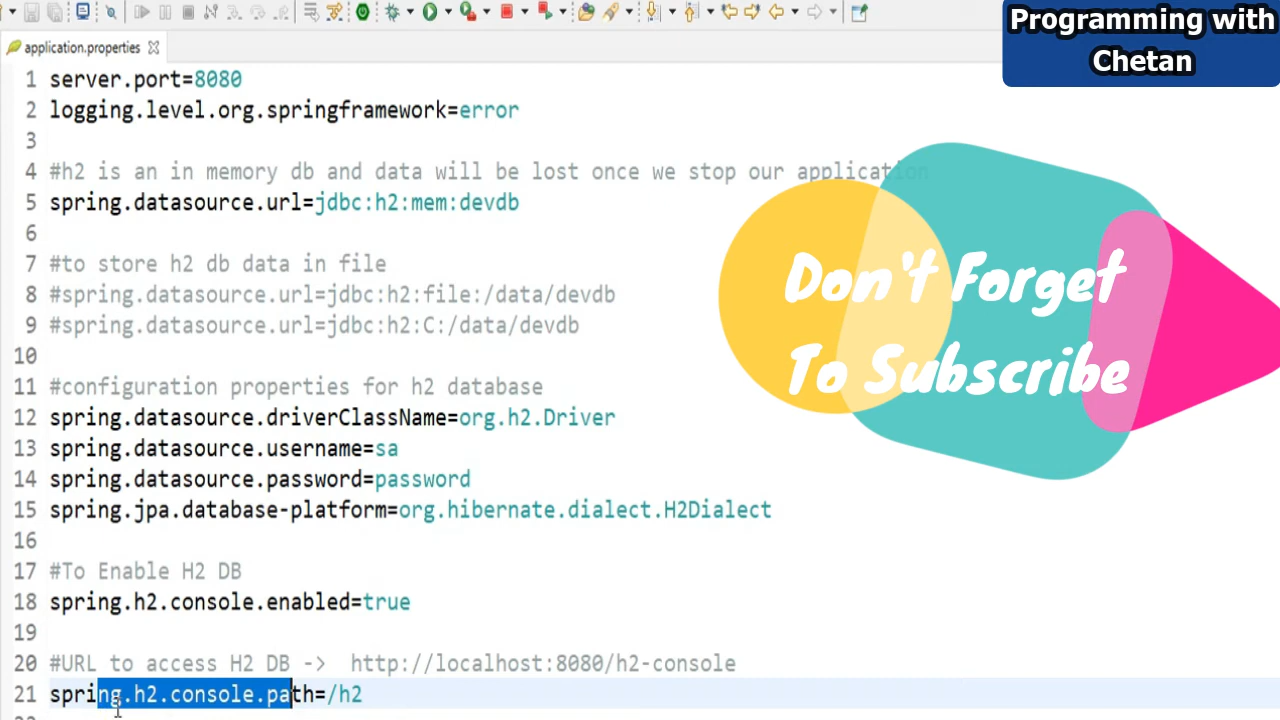 Programming with
Chetan
application.properties
1 server.port=8080
2 logging.level.org.springframework=error
3
4 #h2 is an in memory db and data will be lost once we stop our application
5 spring.datasource.url=jdbc:h2:mem:devdb
6
7 #to store h2 db data in file
8 #spring.datasource.url=jdbc:h2:file:/data/devdb
9 #spring.datasource.url=jdbc:h2:C:/data/devdb
10
11 #configuration properties for h2 database
12 spring.datasource.driverClassName=org.h2.Driver
13 spring.datasource.username=sa
14 spring.datasource.password=password
15 spring.jpa.database-platform=org.hibernate.dialect.H2Dialect
16
17 #To Enable H2 DB
18 spring.h2.console.enabled=true
19
20 #URL to access H2 DB -> http://localhost:8080/h2-console
21 spring.h2.console.path=/h2
Don't Forget
To Subscribe